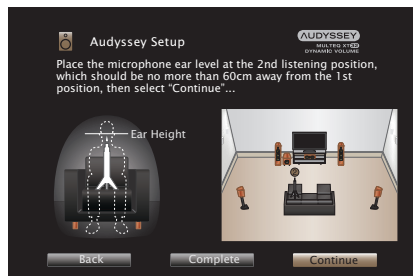 Audyssey Setup
AUDYSSEY
MULTEQ XT32
DYNAMIC VOLUME
Place the microphone ear level at the 2nd listening position,
which should be no more than 60cm away from the 1st
position, then select “Continue”...
Ear Height
Back
Complete
Continue